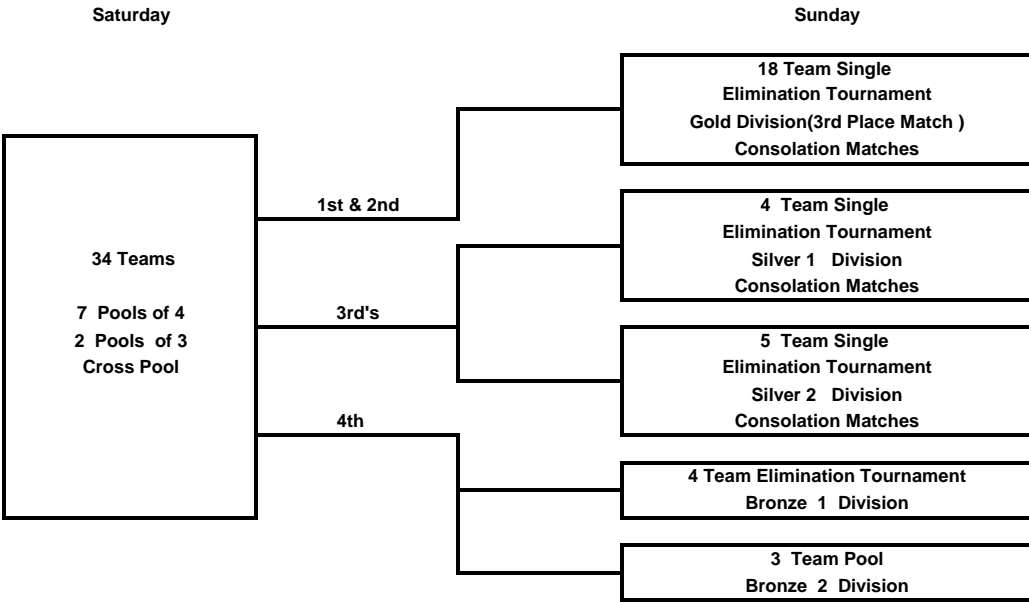 Saturday
Sunday
34 Teams
7 Pools of 4
2 Pools of 3
Cross Pool
1st & 2nd
3rd's
4th
18 Team Single
Elimination Tournament
Gold Division(3rd Place Match )
Consolation Matches
4 Team Single
Elimination Tournament
Silver 1 Division
Consolation Matches
5 Team Single
Elimination Tournament
Silver 2 Division
Consolation Matches
4 Team Elimination Tournament
Bronze 1 Division
3 Team Pool
Bronze 2 Division